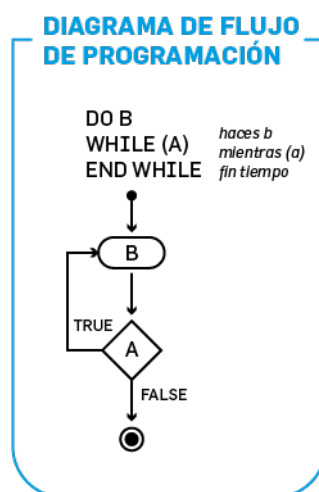 DIAGRAMA DE FLUJO
DE PROGRAMACIÓN
DO B
WHILE (A)
END WHILE
haces b
mientras (a)
fin tiempo
B
TRUE
A
FALSE